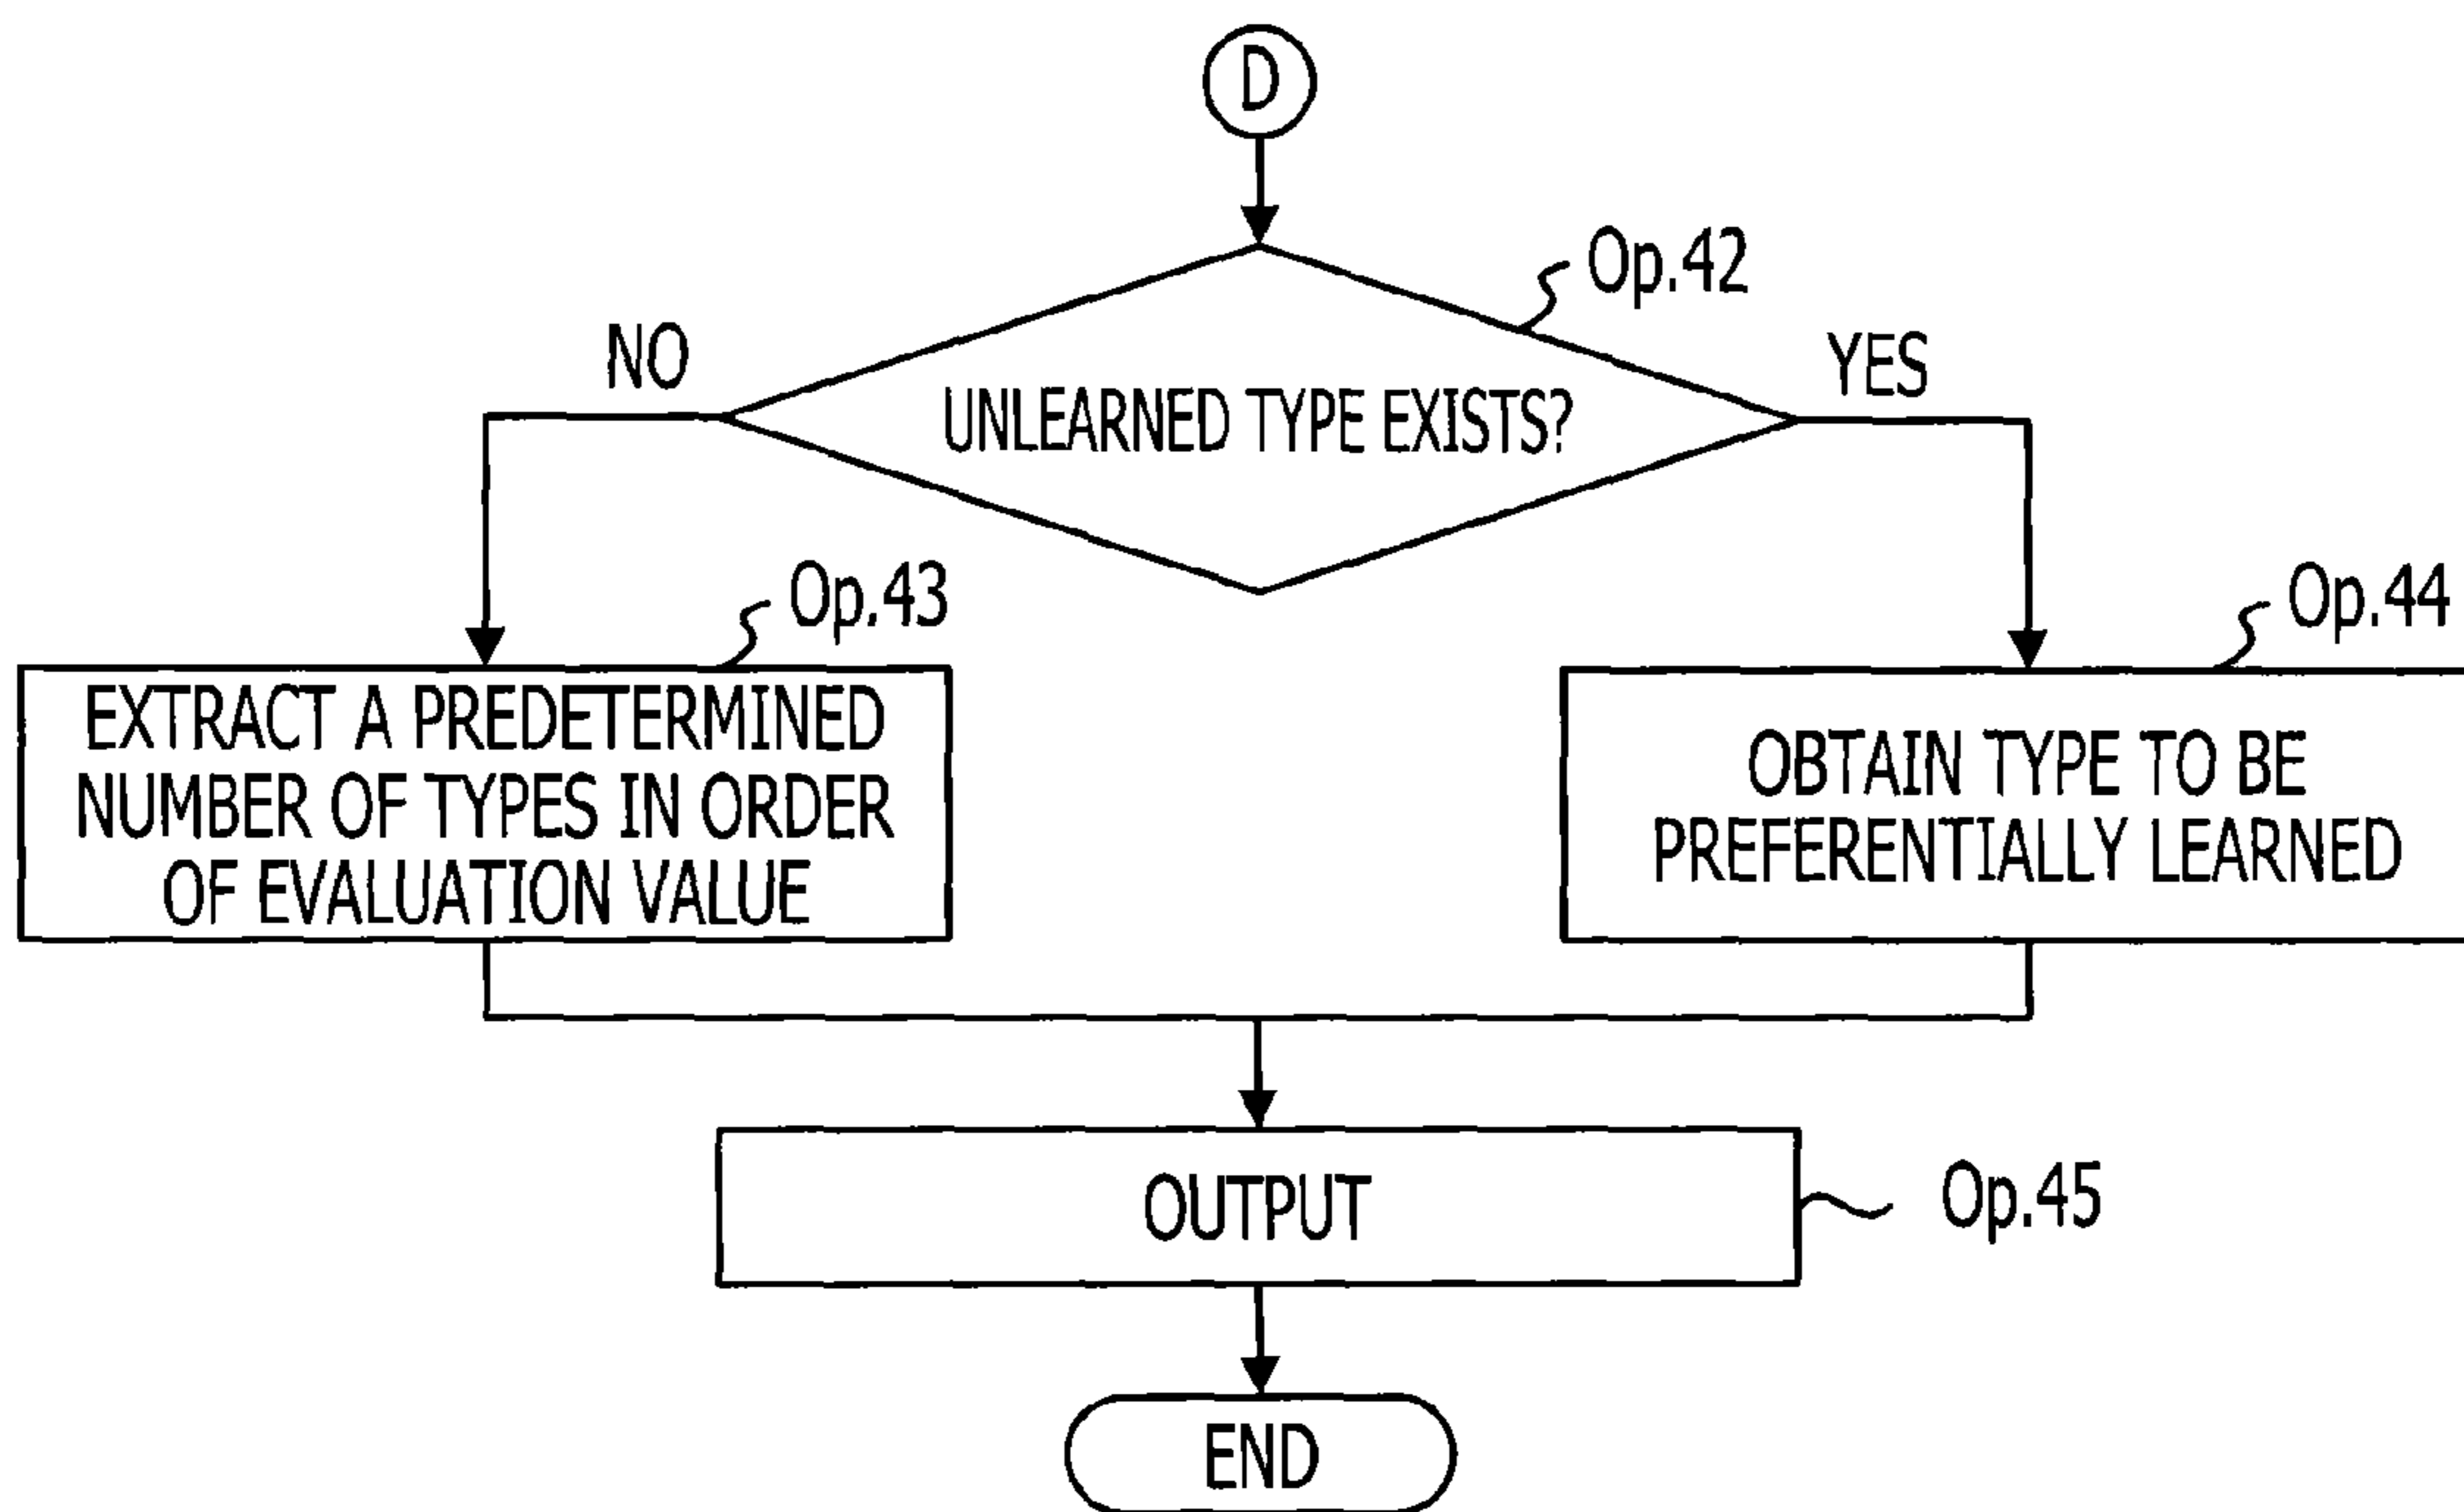 D
Op.42
NO
YES
UNLEARNED TYPE EXISTS?
Op.43
Op.44
EXTRACT A PREDETERMINED
NUMBER OF TYPES IN ORDER
OF EVALUATION VALUE
OBTAIN TYPE TO BE
PREFERENTIALLY LEARNED
OUTPUT
Op.45
END